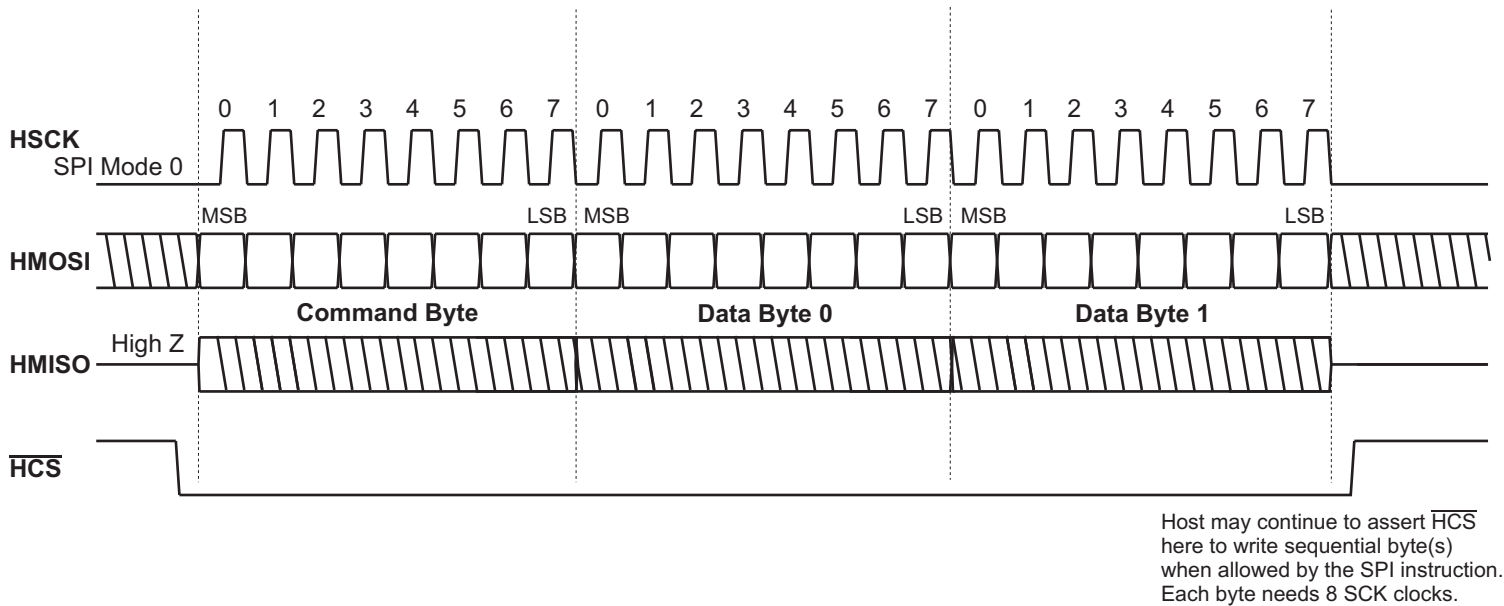 0 1 2 3 4 5 6 7 0 1 2 3 4 5 6 7 0 1 2 3 4 5 6 7
HSCK
SPI Mode 0
MSB LSB MSB LSB MSB LSB
HMOSI
Command Byte Data Byte 0 Data Byte 1
High Z
HMISO
HCS
Host may continue to assert HCS
here to write sequential byte(s)
when allowed by the SPI instruction.
Each byte needs 8 SCK clocks.